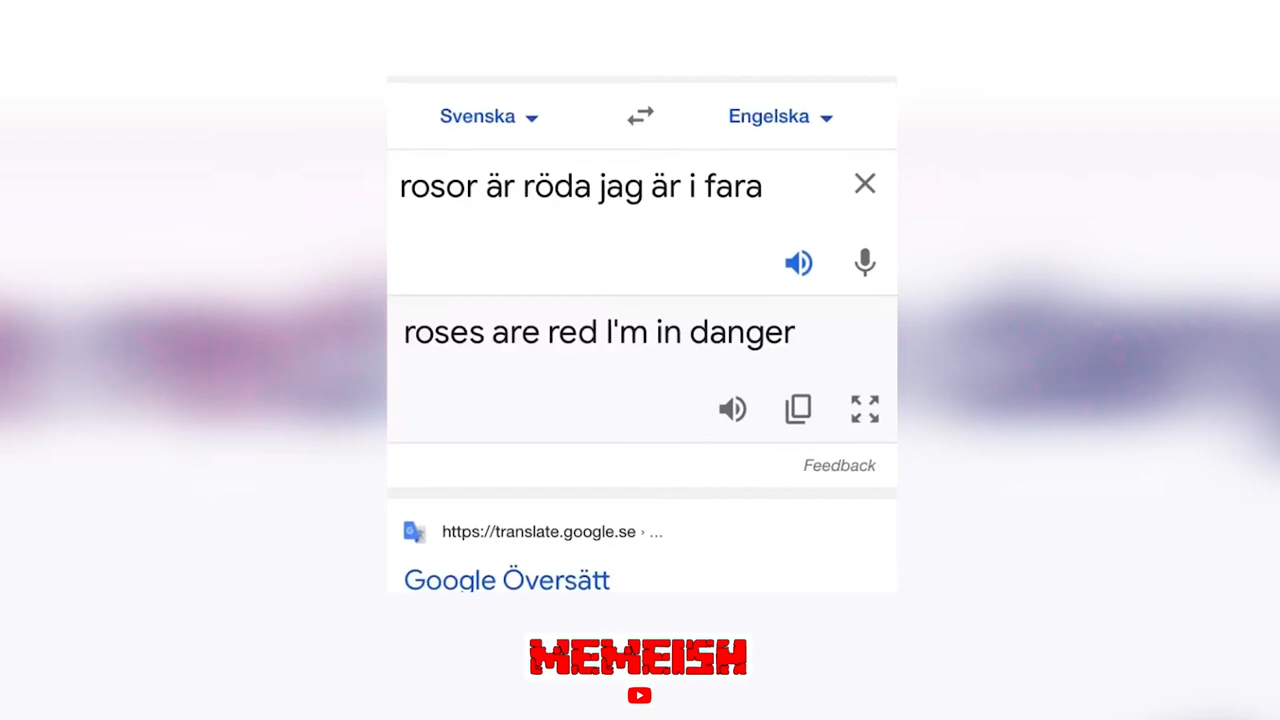 Svenska Engelska
rosor är röda jag är i fara
roses are red I'm in danger
Feedback
https://translate.google.se › ...
Google Översätt
MEMEISH